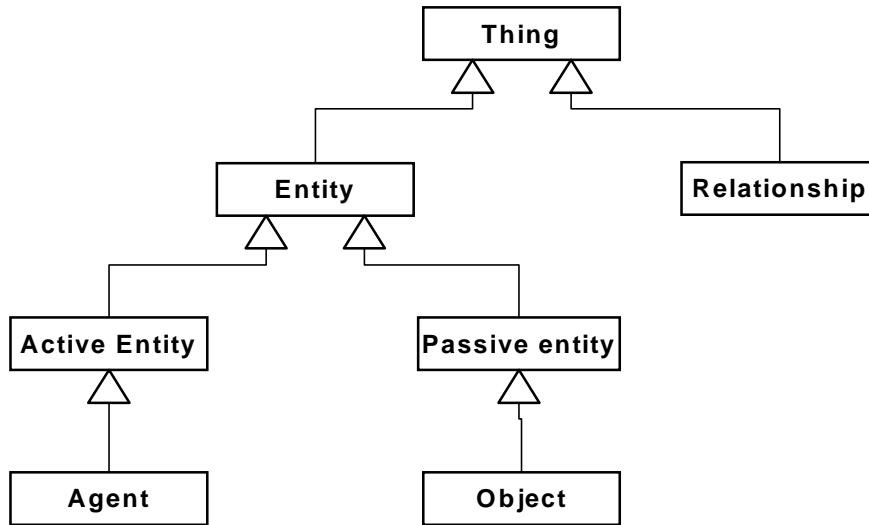 Thing
Entity
Relationship
Active Entity
Passive entity
Agent
Object